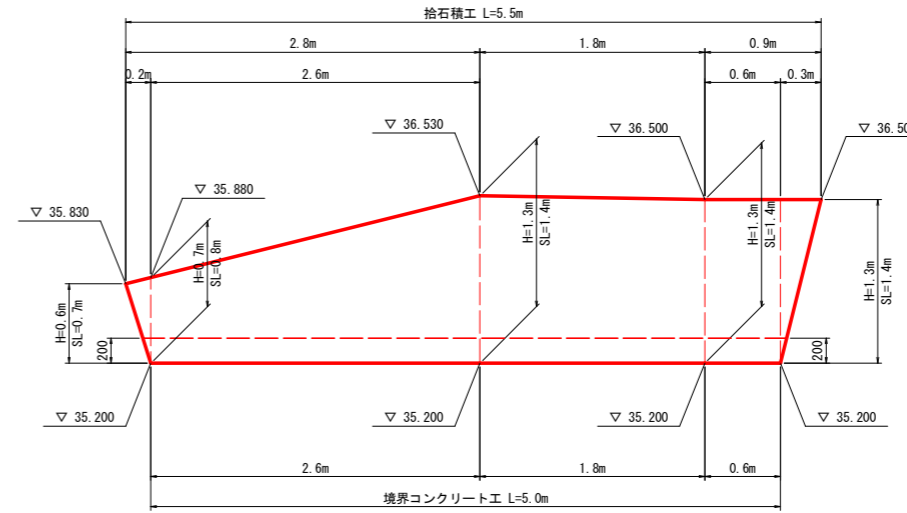 拾石積工 L=5.5m
2.8m 1.8m 0.9m
0.2m 2.6m 0.6m 0.3m
▽ 36.530 ▽ 36.500
▽ 35.880
▽ 35.830
H=0.7m
SL=0.8m
H=1.3m
SL=1.4m
H=1.3m
SL=1.4m
H=0.6m
SL=0.7m
H=1.3m
SL=1.4m
200 200
▽ 35.200 ▽ 35.200 ▽ 35.200 ▽ 35.200
2.6m 1.8m 0.6m
境界コンクリート工 L=5.0m